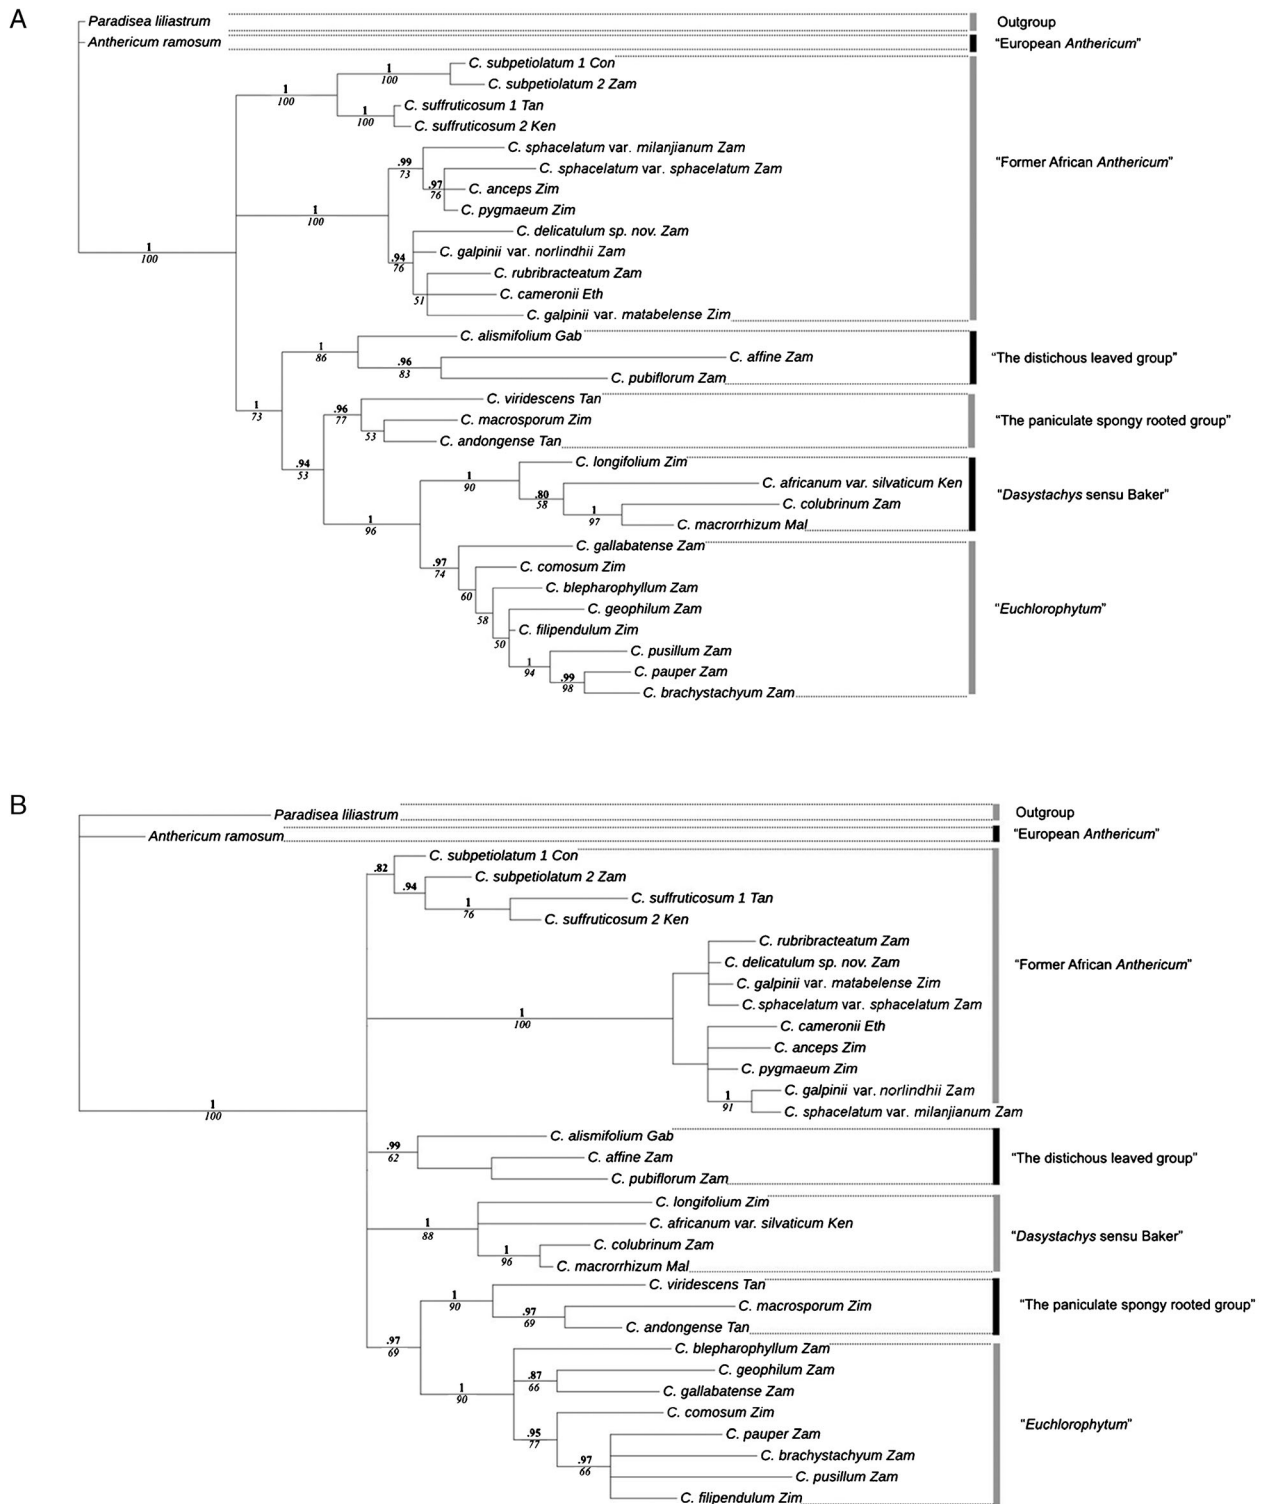 A
Paradisea liliastrum
Outgroup
Anthericum ramosum
"European Anthericum"
C. subpetiolatum 1 Con
1
100
C. subpetiolatum 2 Zam
1
100
C. suffruticosum 1 Tan
1
100
C. suffruticosum 2 Ken
C. sphacelatum var. milanjianum Zam
"Former African Anthericum"
.99
73
C. sphacelatum var. sphacelatum Zam
.97
76
C. anceps Zim
C. pygmaeum Zim
1
100
C. delicatulum sp. nov. Zam
1
100
C. galpinii var. norlindhii Zam
.94
76
C. rubribracteatum Zam
C. cameronii Eth
51
C. galpinii var. matabelense Zim
C. alismifolium Gab
1
86
C. affine Zam
"The distichous leaved group"
.96
83
C. pubiflorum Zam
C. viridescens Tan
1
73
.96
77
C. macrosporum Zim
"The paniculate spongy rooted group"
53
C. andongense Tan
C. longifolium Zim
.94
53
1
90
C. africanum var. silvaticum Ken
"Dasystachys sensu Baker"
.80
58
C. colubrinum Zam
1
97
C. macrorrhizum Mal
1
96
C. gallabatense Zam
C. comosum Zim
.97
74
C. blepharophyllum Zam
60
C. geophilum Zam
"Euchlorophytum"
58
C. filipendulum Zim
50
C. pusillum Zam
1
94
C. pauper Zam
.99
98
C. brachystachyum Zam
B
Paradisea liliastrum
Outgroup
Anthericum ramosum
"European Anthericum"
C. subpetiolatum 1 Con
.82
C. subpetiolatum 2 Zam
.94
C. suffruticosum 1 Tan
1
76
C. suffruticosum 2 Ken
C. rubribracteatum Zam
C. delicatulum sp. nov. Zam
"Former African Anthericum"
C. galpinii var. matabelense Zim
C. sphacelatum var. sphacelatum Zam
1
100
C. cameronii Eth
C. anceps Zim
C. pygmaeum Zim
C. galpinii var. norlindhii Zam
1
91
C. sphacelatum var. milanjianum Zam
1
100
C. alismifolium Gab
.99
62
C. affine Zam
"The distichous leaved group"
C. pubiflorum Zam
C. longifolium Zim
C. africanum var. silvaticum Ken
1
88
"Dasystachys sensu Baker"
C. colubrinum Zam
1
96
C. macrorrhizum Mal
C. viridescens Tan
1
90
C. macrosporum Zim
"The paniculate spongy rooted group"
.97
69
C. andongense Tan
.97
69
C. blepharophyllum Zam
C. geophilum Zam
.87
66
C. gallabatense Zam
1
90
C. comosum Zim
"Euchlorophytum"
.95
77
C. pauper Zam
C. brachystachyum Zam
.97
66
C. pusillum Zam
C. filipendulum Zim